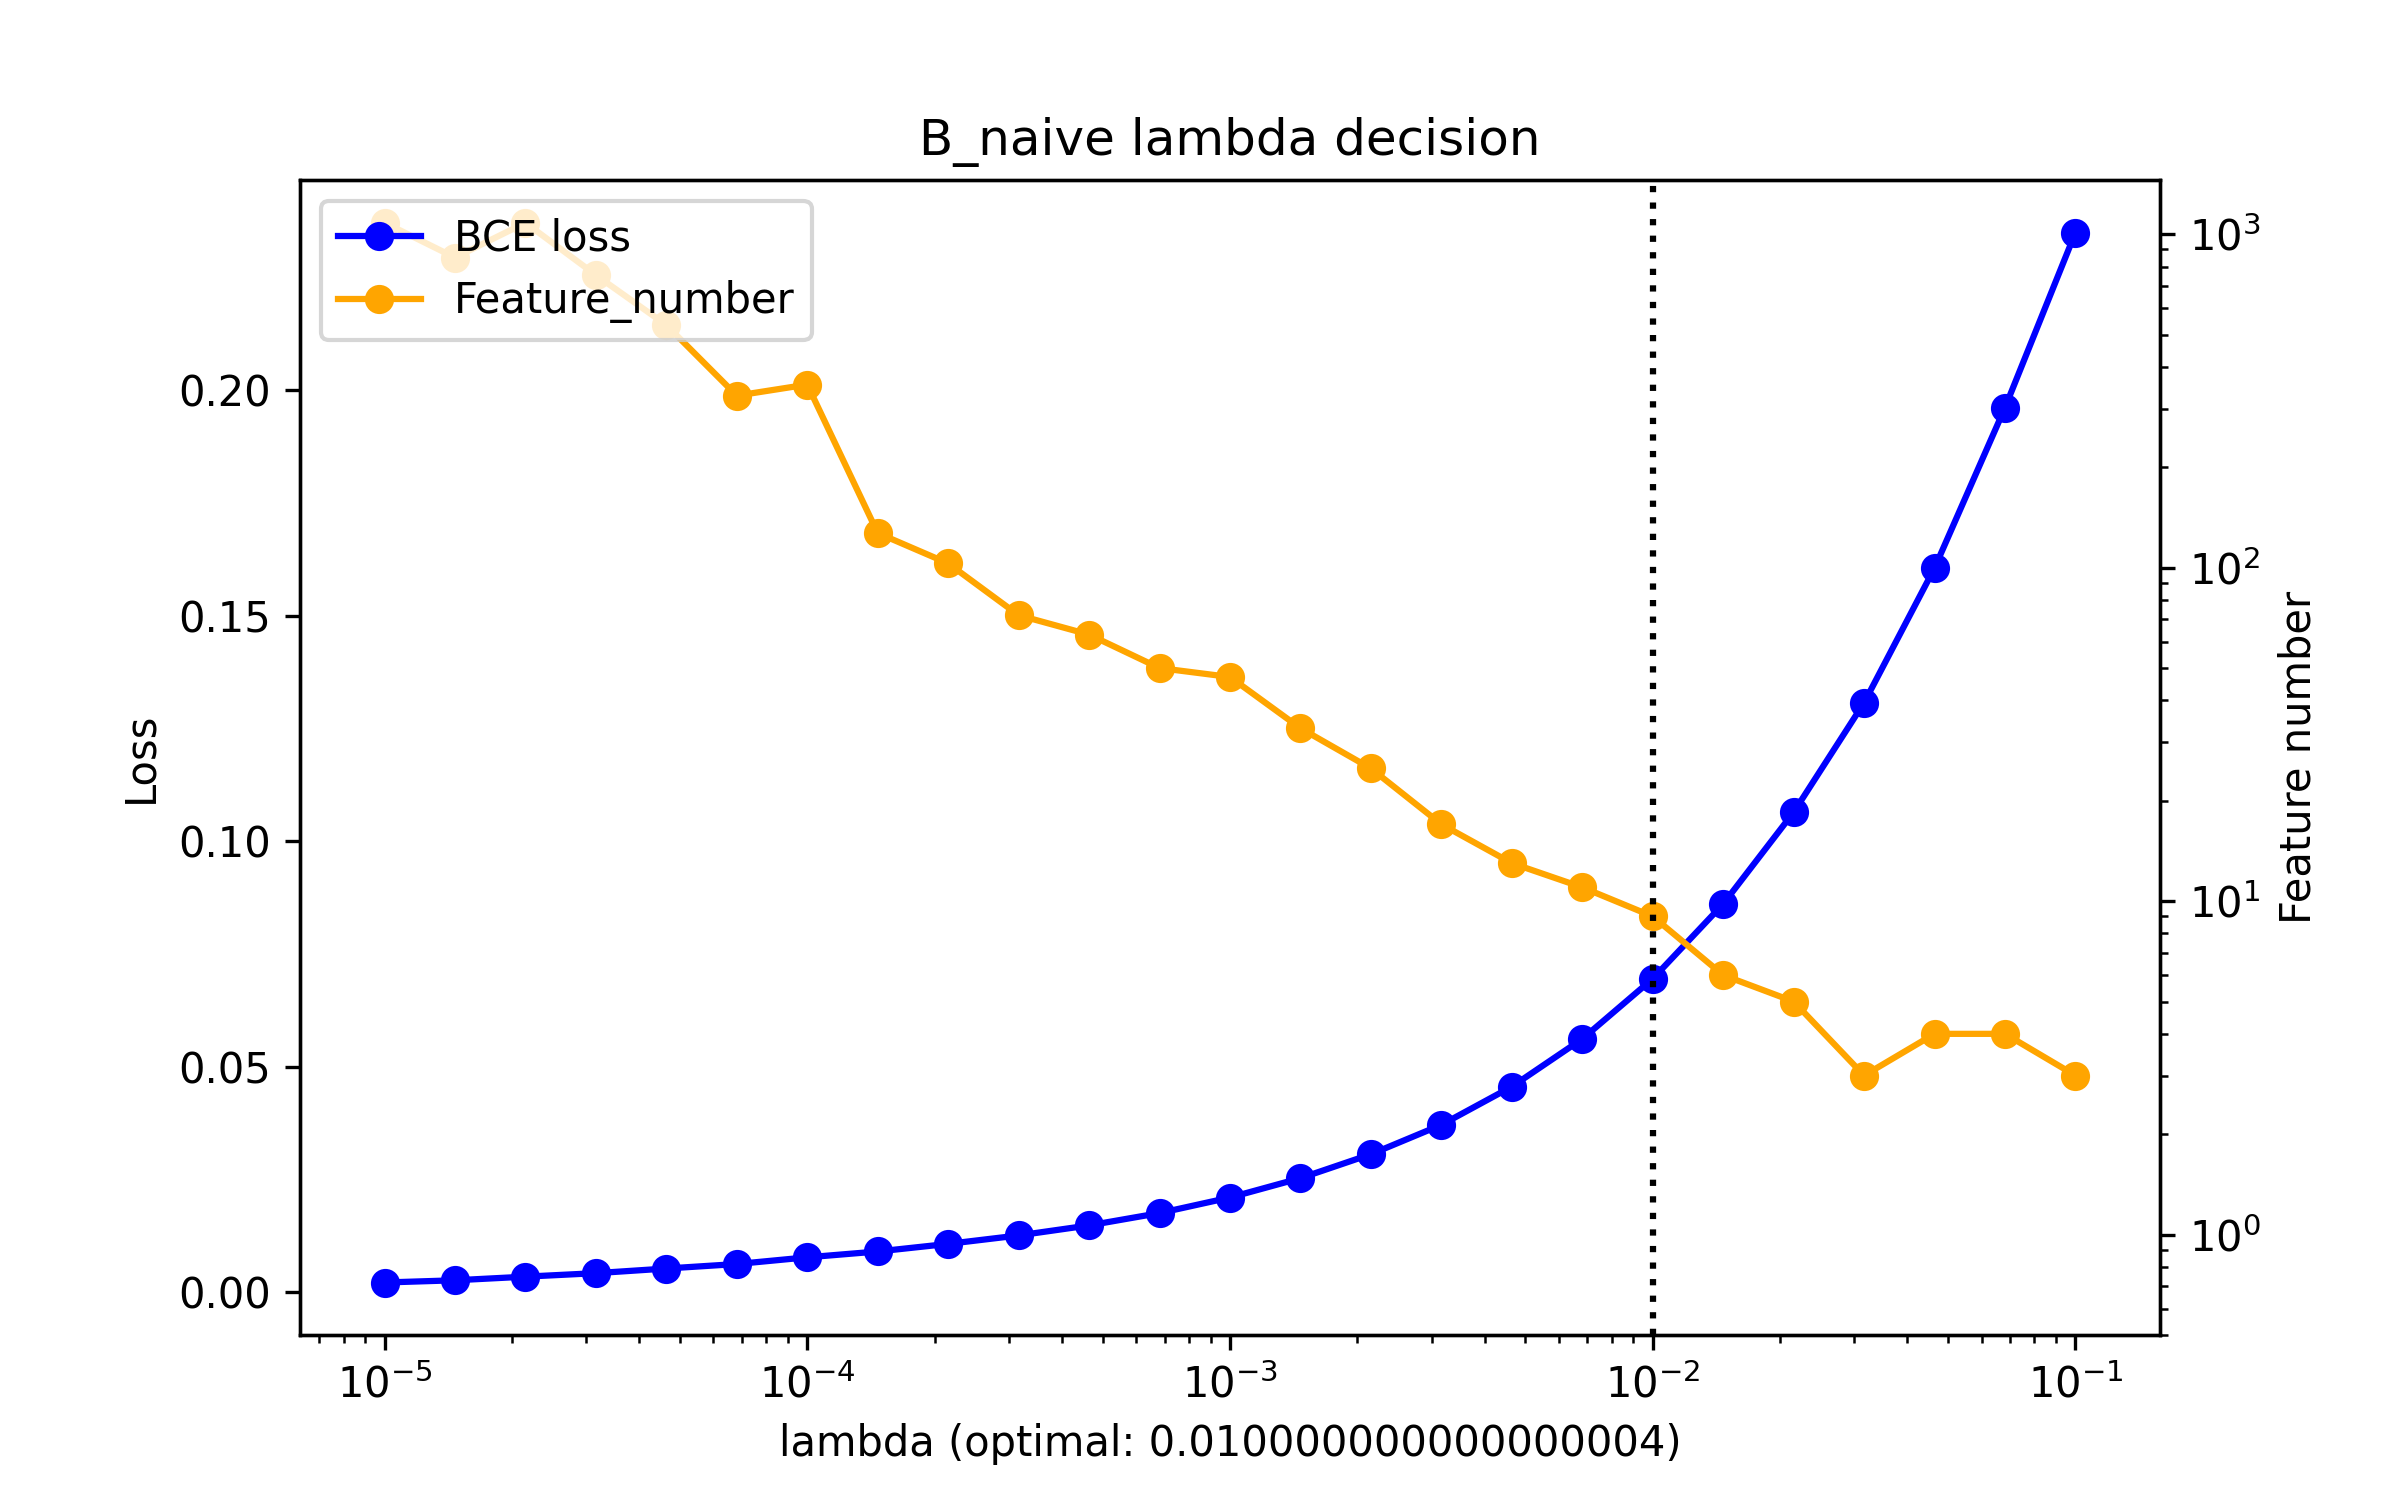 B_naive lambda decision
BCE loss
Feature_number
Loss
0.20
0.15
0.10
0.05
0.00
10³
10²
10¹
10⁰
Feature number
10⁻⁵
10⁻⁴
10⁻³
10⁻²
10⁻¹
lambda (optimal: 0.010000000000000004)